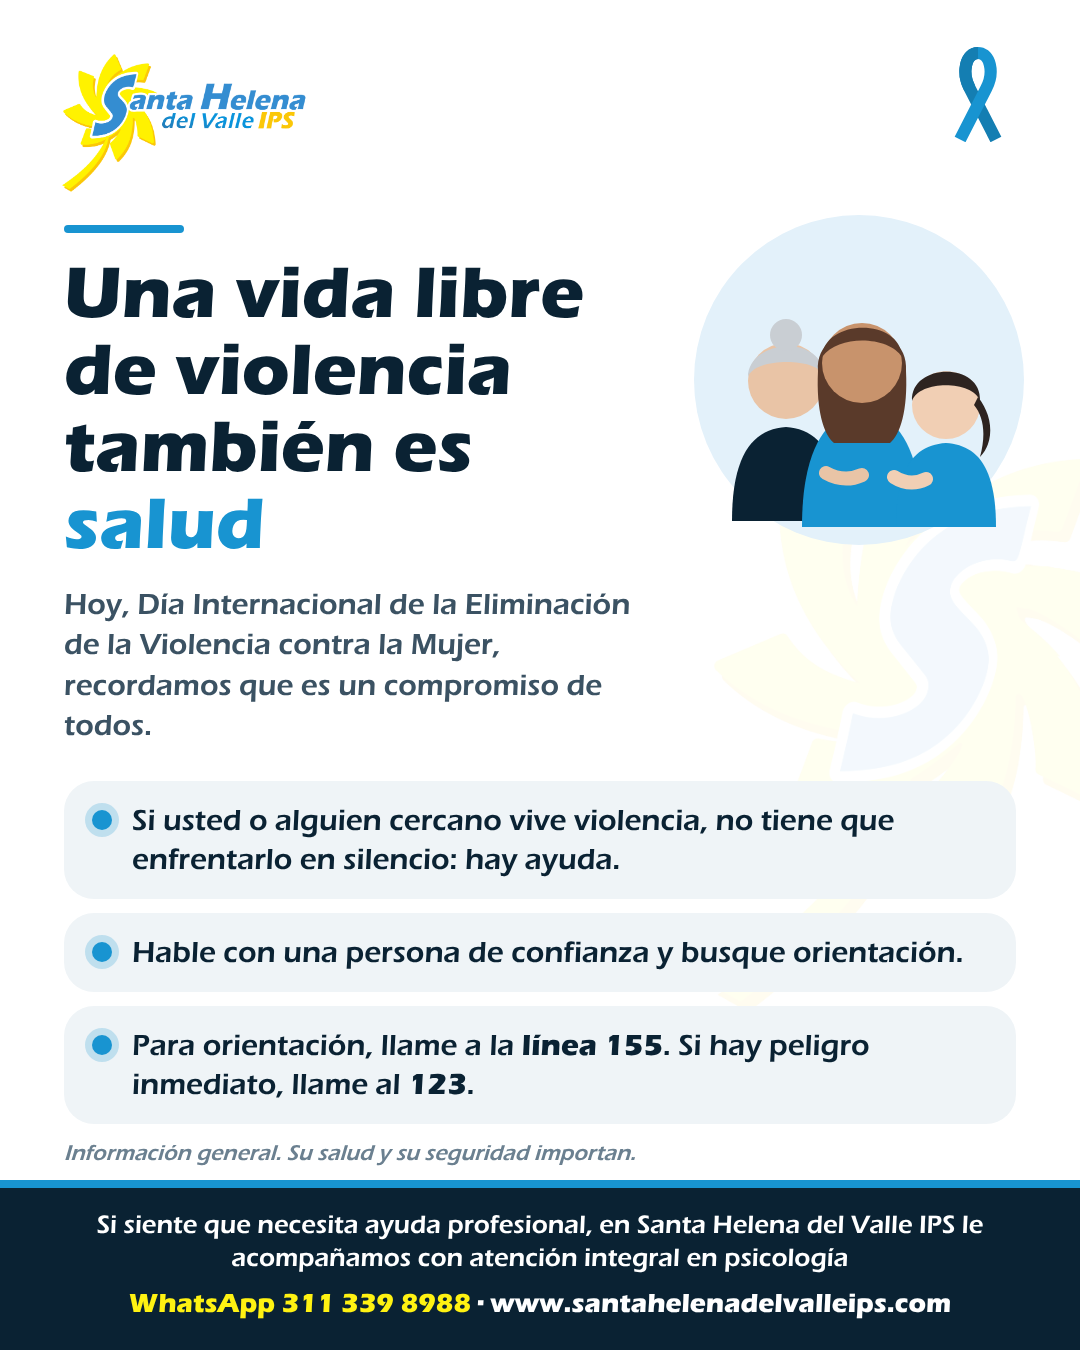 Santa Helena
del Valle IPS
Una vida libre
de violencia
también es
salud
Hoy, Día Internacional de la Eliminación
de la Violencia contra la Mujer,
recordamos que es un compromiso de
todos.
Si usted o alguien cercano vive violencia, no tiene que
enfrentarlo en silencio: hay ayuda.
Hable con una persona de confianza y busque orientación.
Para orientación, llame a la línea 155. Si hay peligro
inmediato, llame al 123.
Información general. Su salud y su seguridad importan.
Si siente que necesita ayuda profesional, en Santa Helena del Valle IPS le
acompañamos con atención integral en psicología
WhatsApp 311 339 8988 · www.santahelenadelvalleips.com